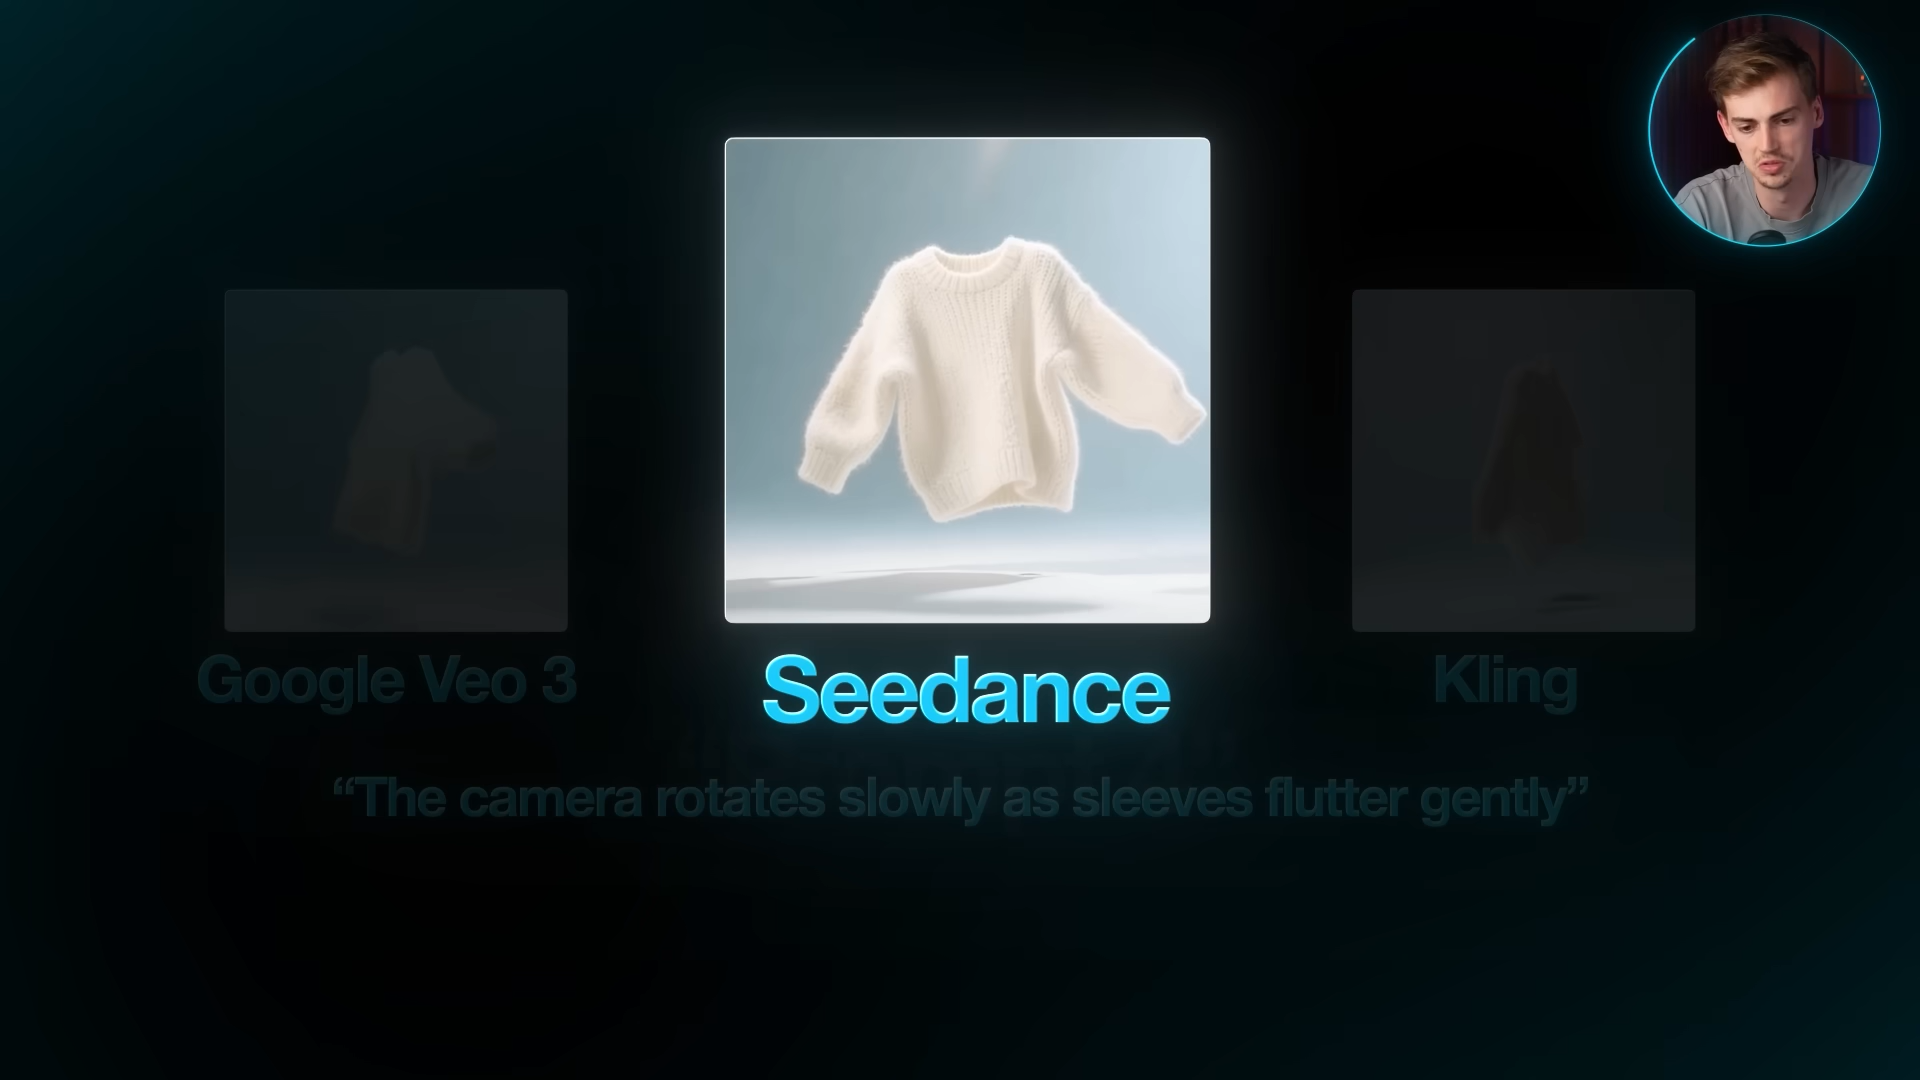 Google Veo 3
Seedance
Kling
“The camera rotates slowly as sleeves flutter gently”